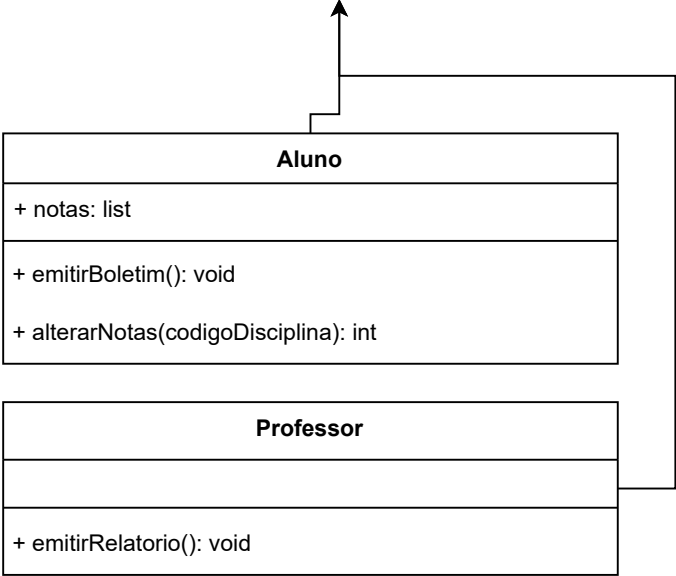 Aluno
+ notas: list
+ emitirBoletim(): void
+ alterarNotas(codigoDisciplina): int
Professor
+ emitirRelatorio(): void